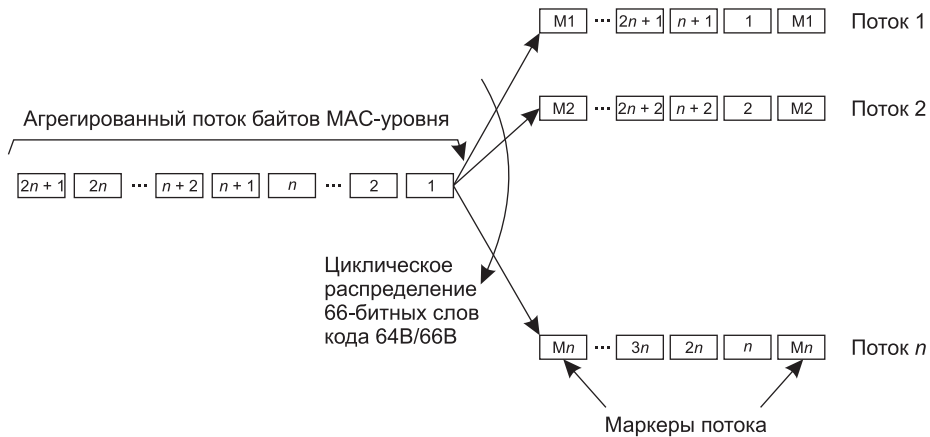 M1 ··· 2n + 1 n + 1 1 M1 Поток 1
M2 ··· 2n + 2 n + 2 2 M2 Поток 2
Агрегированный поток байтов MAC-уровня
2n + 1 2n ··· n + 2 n + 1 n ··· 2 1
Циклическое
распределение
66-битных слов
кода 64B/66B
Mn ··· 3n 2n n Mn Поток n
Маркеры потока